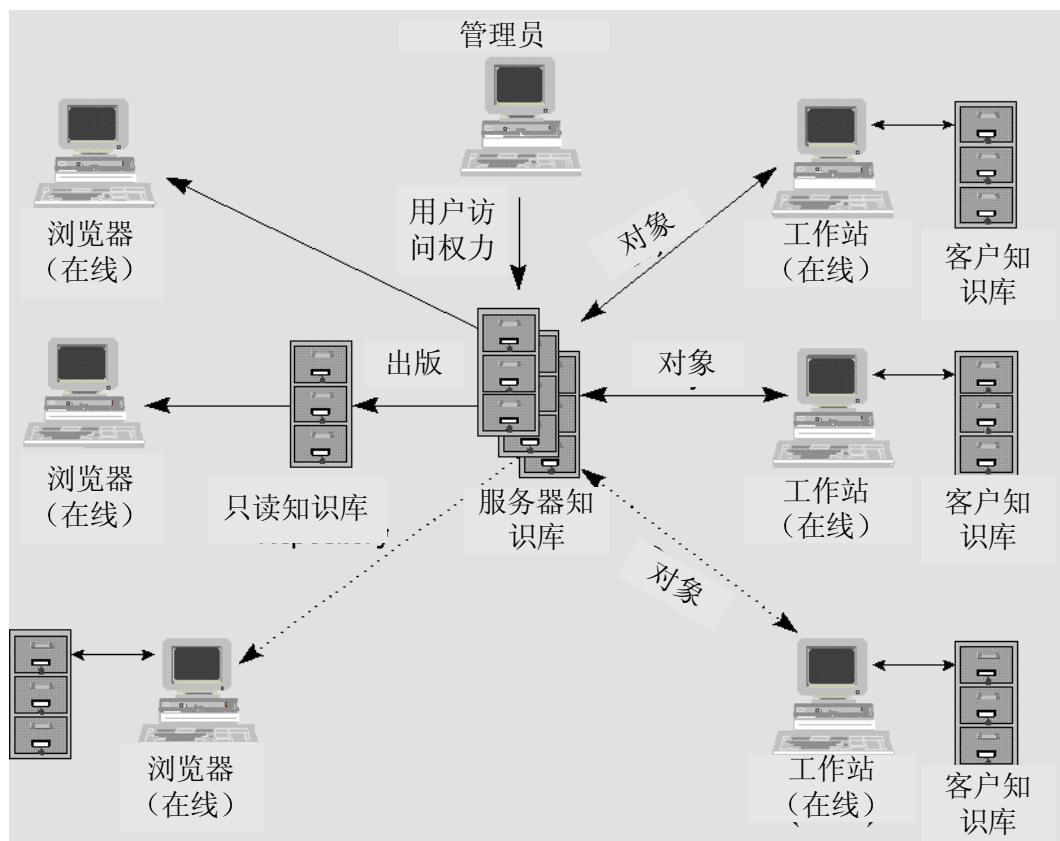 管理员
浏览器
（在线）
用户访
问权力
对象
工作站
（在线）
客户知
识库
出版
对象
浏览器
（在线）
只读知识库
服务器知
识库
工作站
（在线）
客户知
识库
对象
浏览器
（在线）
工作站
（在线）
客户知
识库